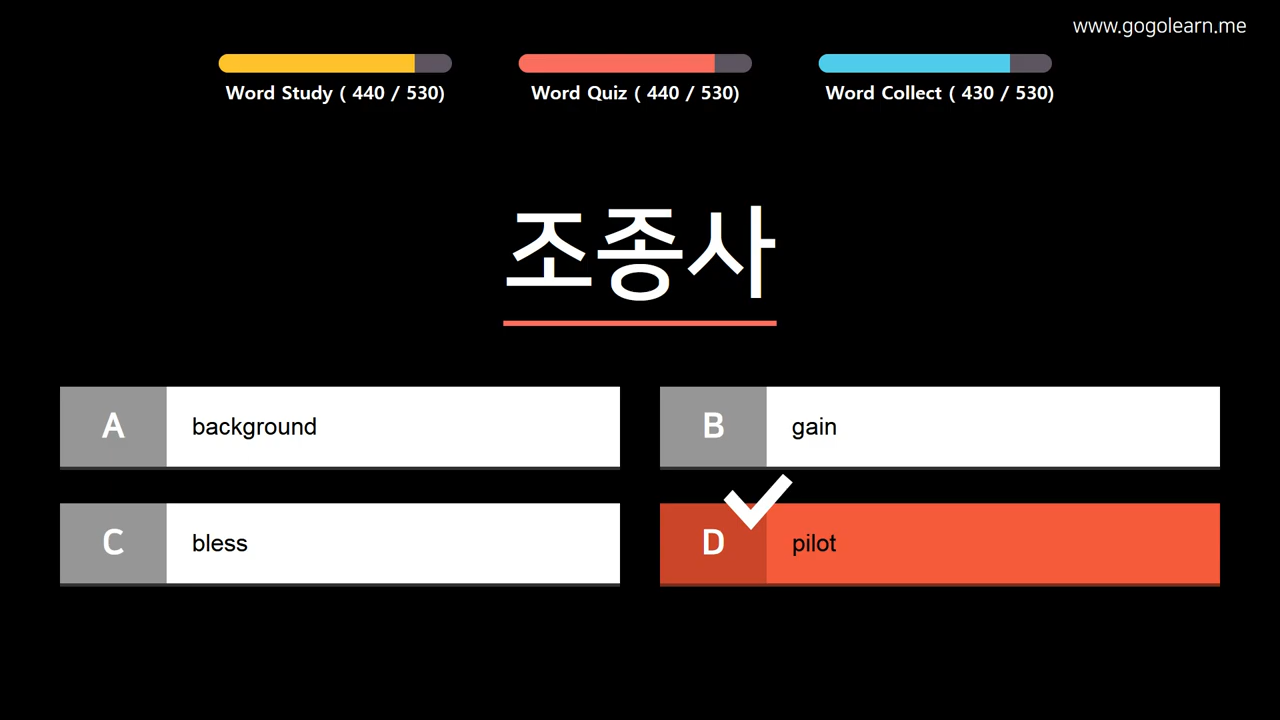 www.gogolearn.me
Word Study ( 440 / 530)
Word Quiz ( 440 / 530)
Word Collect ( 430 / 530)
조종사
A background
B gain
C bless
D pilot